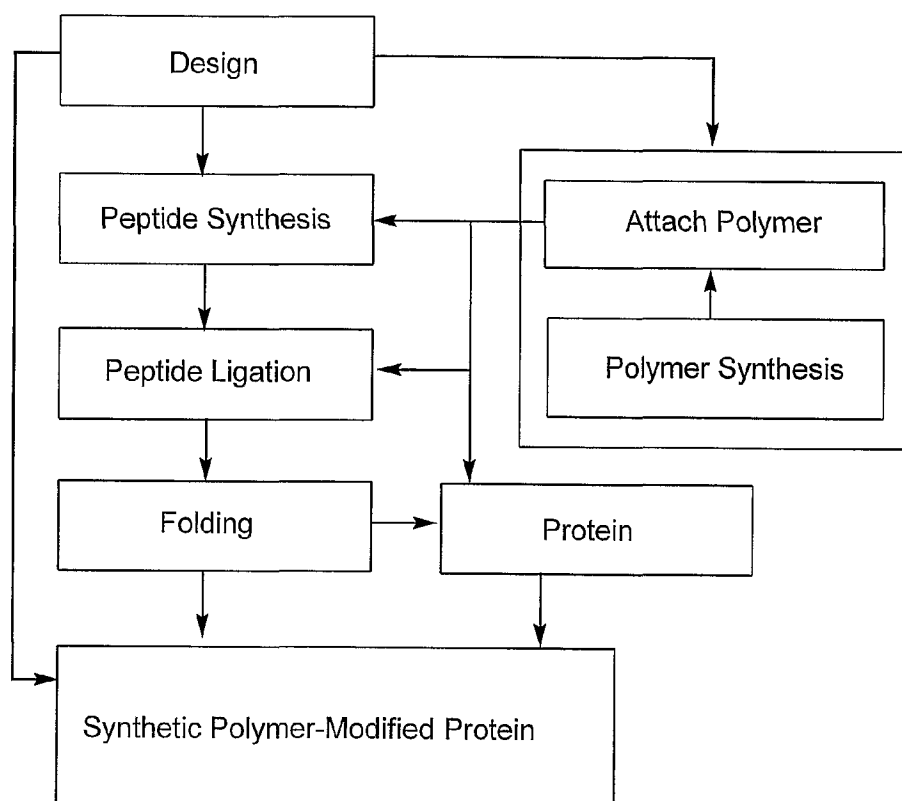 Design
Peptide Synthesis
Attach Polymer
Peptide Ligation
Polymer Synthesis
Folding
Protein
Synthetic Polymer-Modified Protein